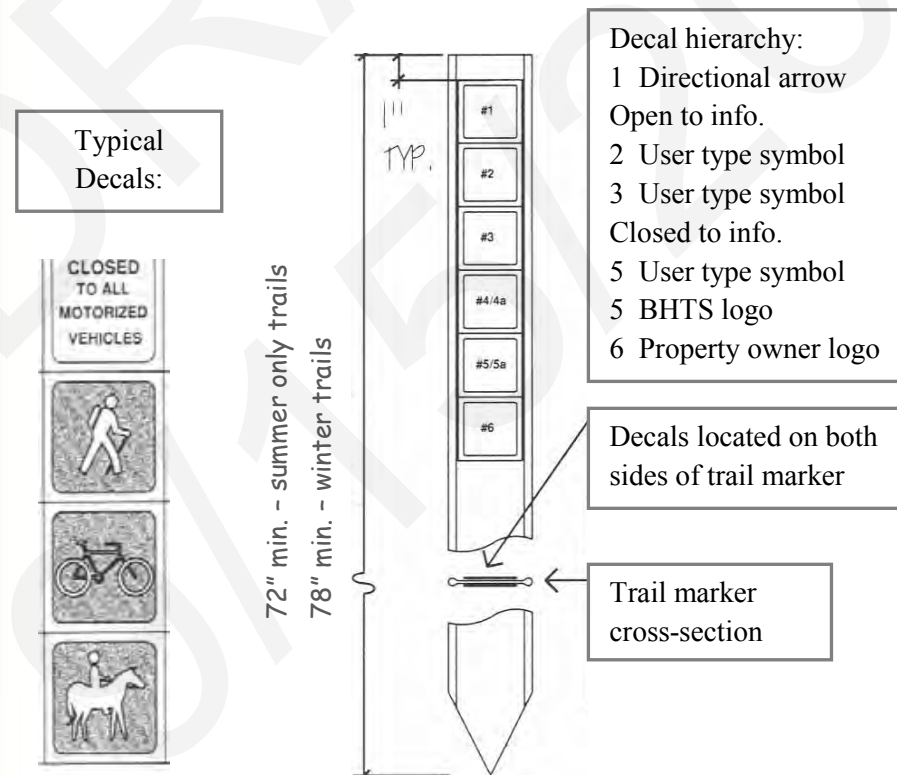 Typical
Decals:
CLOSED
TO ALL
MOTORIZED
VEHICLES
72" min. – summer only trails
78" min. – winter trails
1"
TYP.
#1
#2
#3
#4/4a
#5/5a
#6
Decal hierarchy:
1 Directional arrow
Open to info.
2 User type symbol
3 User type symbol
Closed to info.
5 User type symbol
5 BHTS logo
6 Property owner logo
Decals located on both
sides of trail marker
Trail marker
cross-section